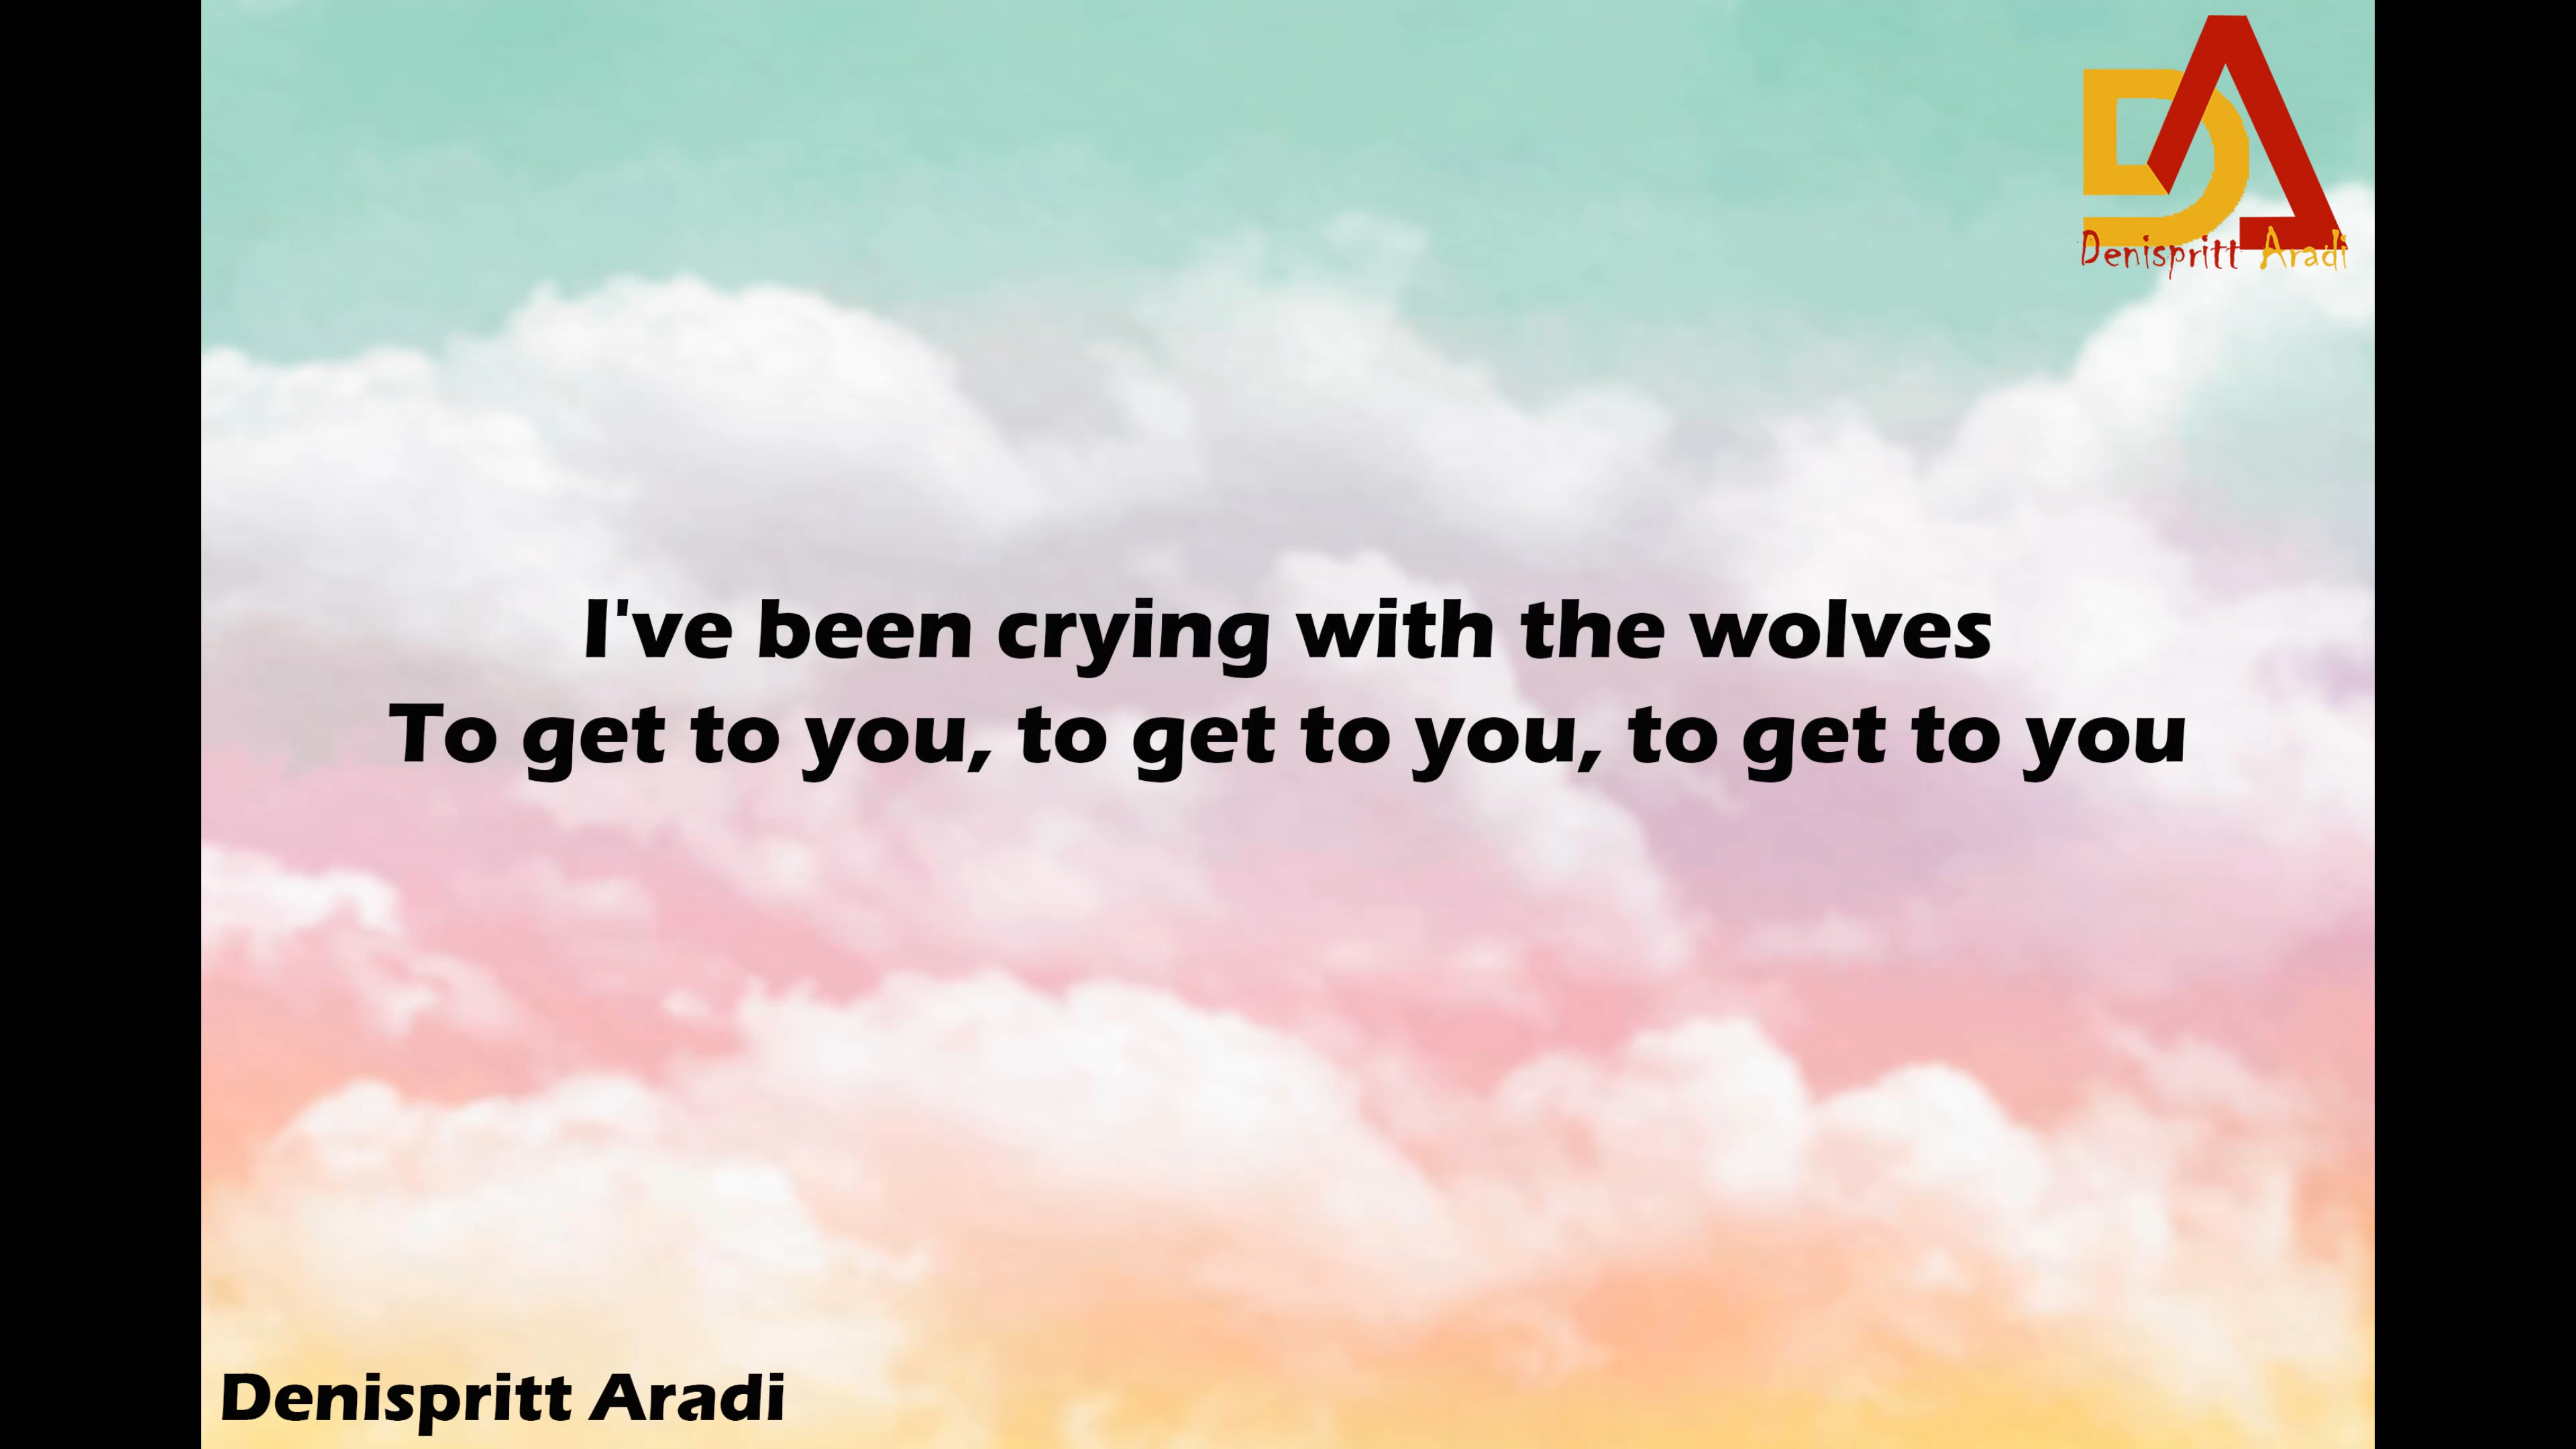 DA
Denispritt Aradi
I've been crying with the wolves
To get to you, to get to you, to get to you
Denispritt Aradi